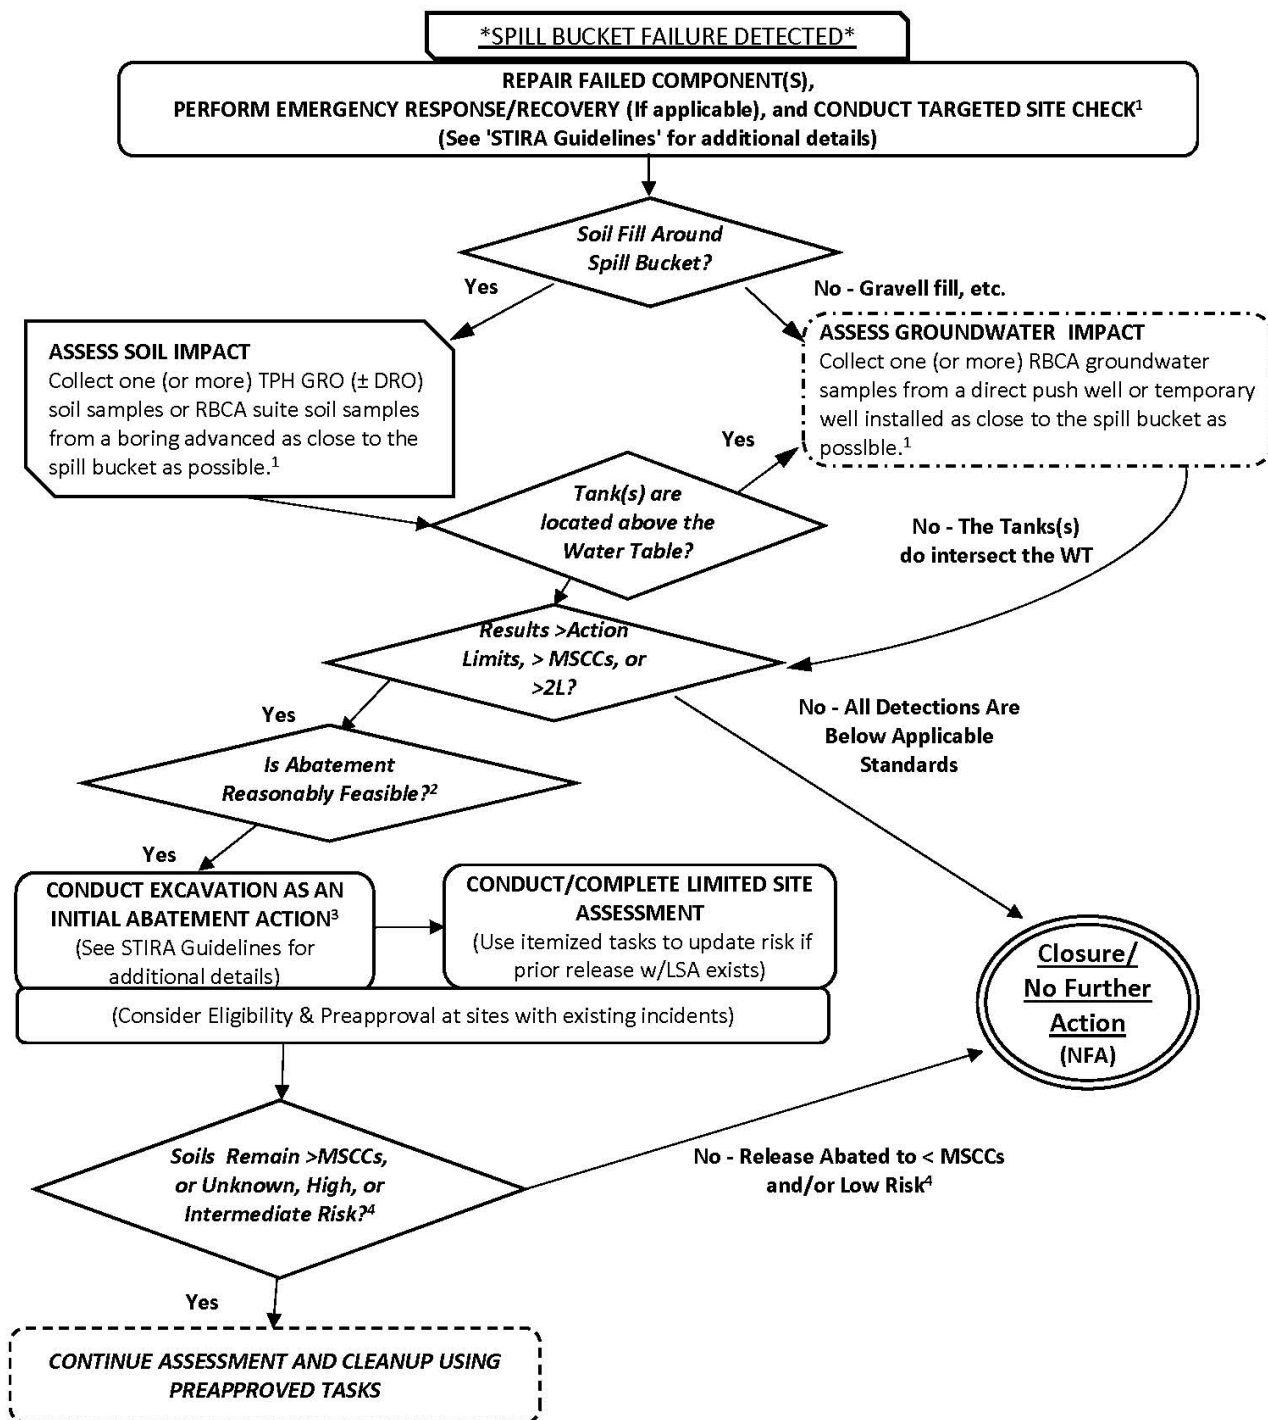 *SPILL BUCKET FAILURE DETECTED*
REPAIR FAILED COMPONENT(S),
PERFORM EMERGENCY RESPONSE/RECOVERY (If applicable), and CONDUCT TARGETED SITE CHECK¹
(See 'STIRA Guidelines' for additional details)
Soil Fill Around
Spill Bucket?
Yes
No - Gravell fill, etc.
ASSESS SOIL IMPACT
Collect one (or more) TPH GRO (± DRO)
soil samples or RBCA suite soil samples
from a boring advanced as close to the
spill bucket as possible.¹
ASSESS GROUNDWATER IMPACT
Collect one (or more) RBCA groundwater
samples from a direct push well or temporary
well installed as close to the spill bucket as
possible.¹
Yes
Tank(s) are
located above the
Water Table?
No - The Tanks(s)
do intersect the WT
Results >Action
Limits, > MSCCs, or
>2L?
Yes
No - All Detections Are
Below Applicable
Standards
Is Abatement
Reasonably Feasible?²
Yes
CONDUCT EXCAVATION AS AN
INITIAL ABATEMENT ACTION³
(See STIRA Guidelines for
additional details)
CONDUCT/COMPLETE LIMITED SITE
ASSESSMENT
(Use itemized tasks to update risk if
prior release w/LSA exists)
(Consider Eligibility & Preapproval at sites with existing incidents)
Closure/
No Further
Action
(NFA)
Soils Remain >MSCCs,
or Unknown, High, or
Intermediate Risk?⁴
No - Release Abated to < MSCCs
and/or Low Risk⁴
Yes
CONTINUE ASSESSMENT AND CLEANUP USING
PREAPPROVED TASKS